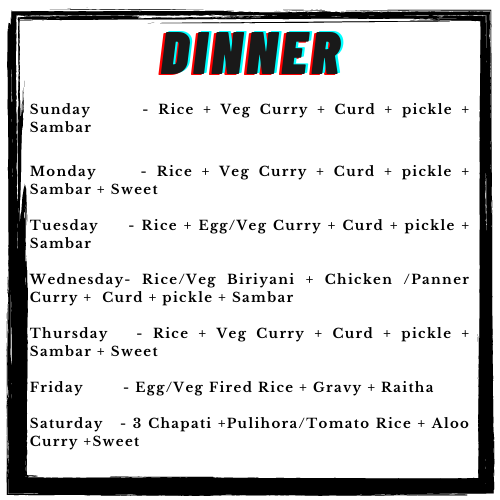 DINNER
Sunday - Rice + Veg Curry + Curd + pickle +
Sambar
Monday - Rice + Veg Curry + Curd + pickle +
Sambar + Sweet
Tuesday - Rice + Egg/Veg Curry + Curd + pickle +
Sambar
Wednesday- Rice/Veg Biriyani + Chicken /Panner
Curry + Curd + pickle + Sambar
Thursday - Rice + Veg Curry + Curd + pickle +
Sambar + Sweet
Friday - Egg/Veg Fired Rice + Gravy + Raitha
Saturday - 3 Chapati +Pulihora/Tomato Rice + Aloo
Curry +Sweet